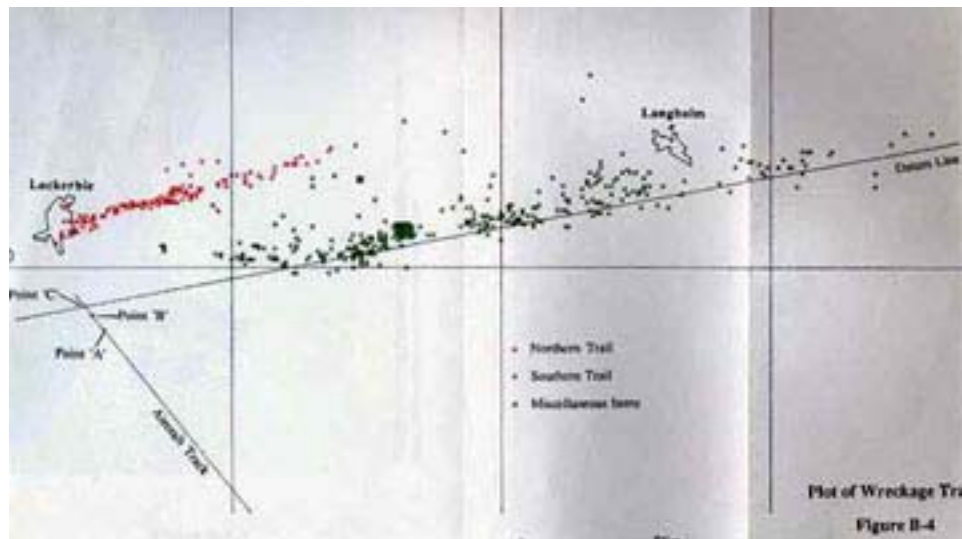 Langholm
Datum Line
Lockerbie
Point 'C'
Point 'B'
Point 'A'
Aircraft Track
Northern Trail
Southern Trail
Miscellaneous Items
Plot of Wreckage Tra
Figure B-4